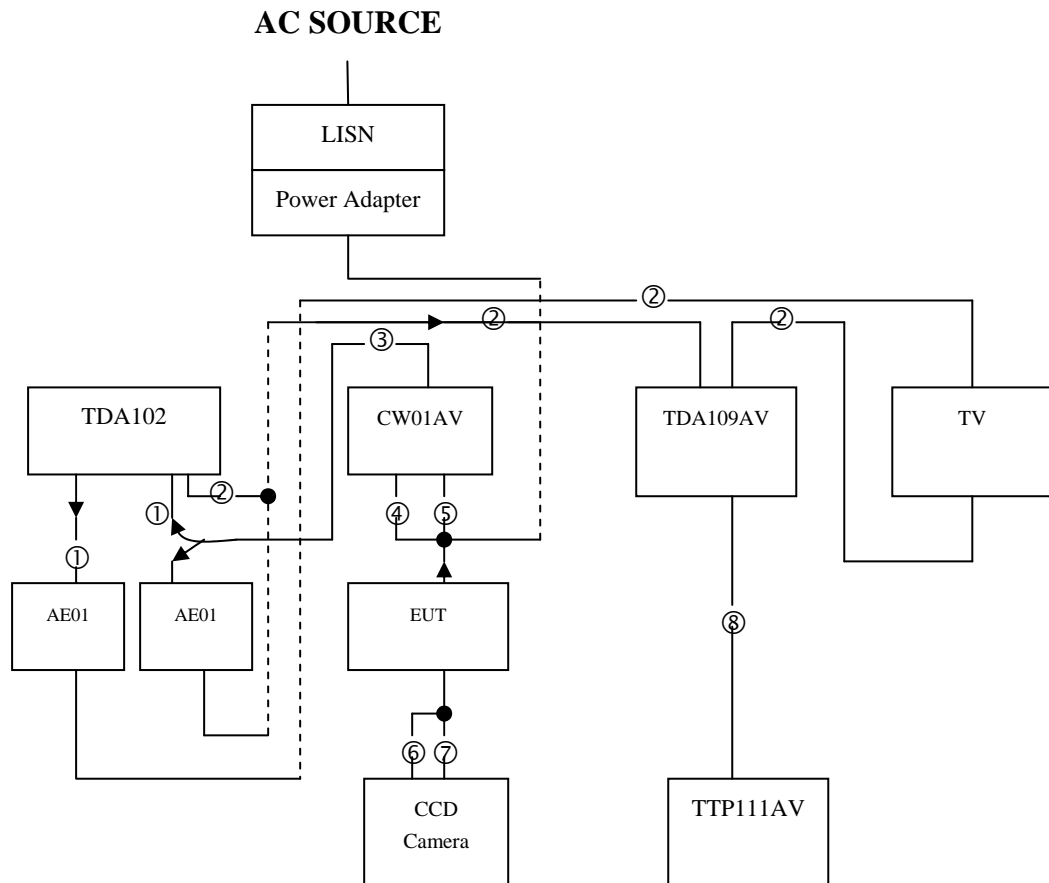 AC SOURCE
LISN
Power Adapter
②
② ②
③
TDA102
CW01AV
TDA109AV
TV
②
① ④ ⑤
①
AE01
AE01
EUT
⑧
⑥ ⑦
CCD
Camera
TTP111AV